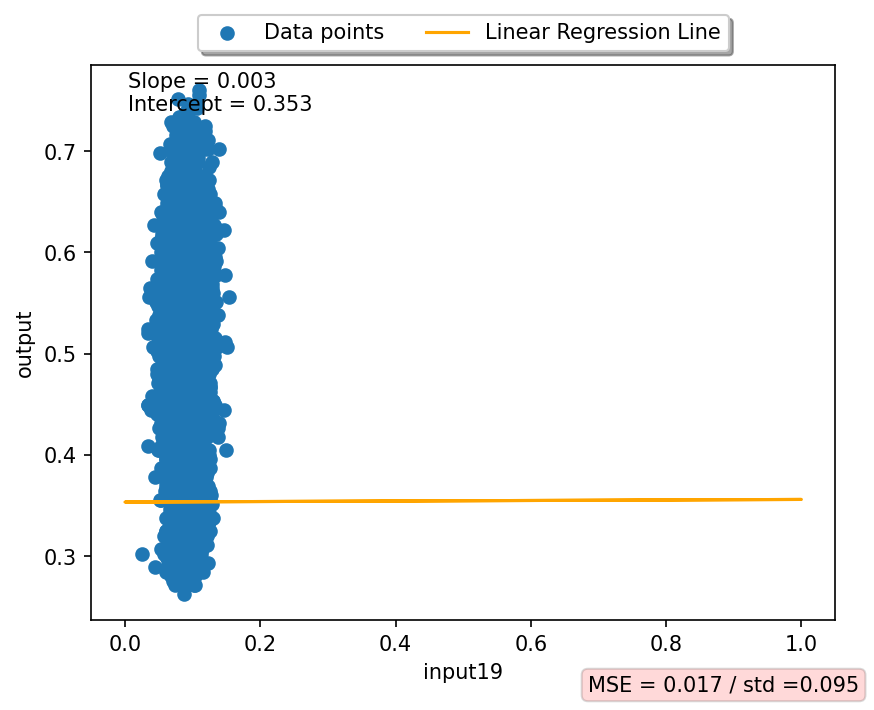 Data points
Linear Regression Line
Slope = 0.003
Intercept = 0.353
0.7
0.6
0.5
0.4
0.3
output
0.0 0.2 0.4 0.6 0.8 1.0
input19
MSE = 0.017 / std =0.095